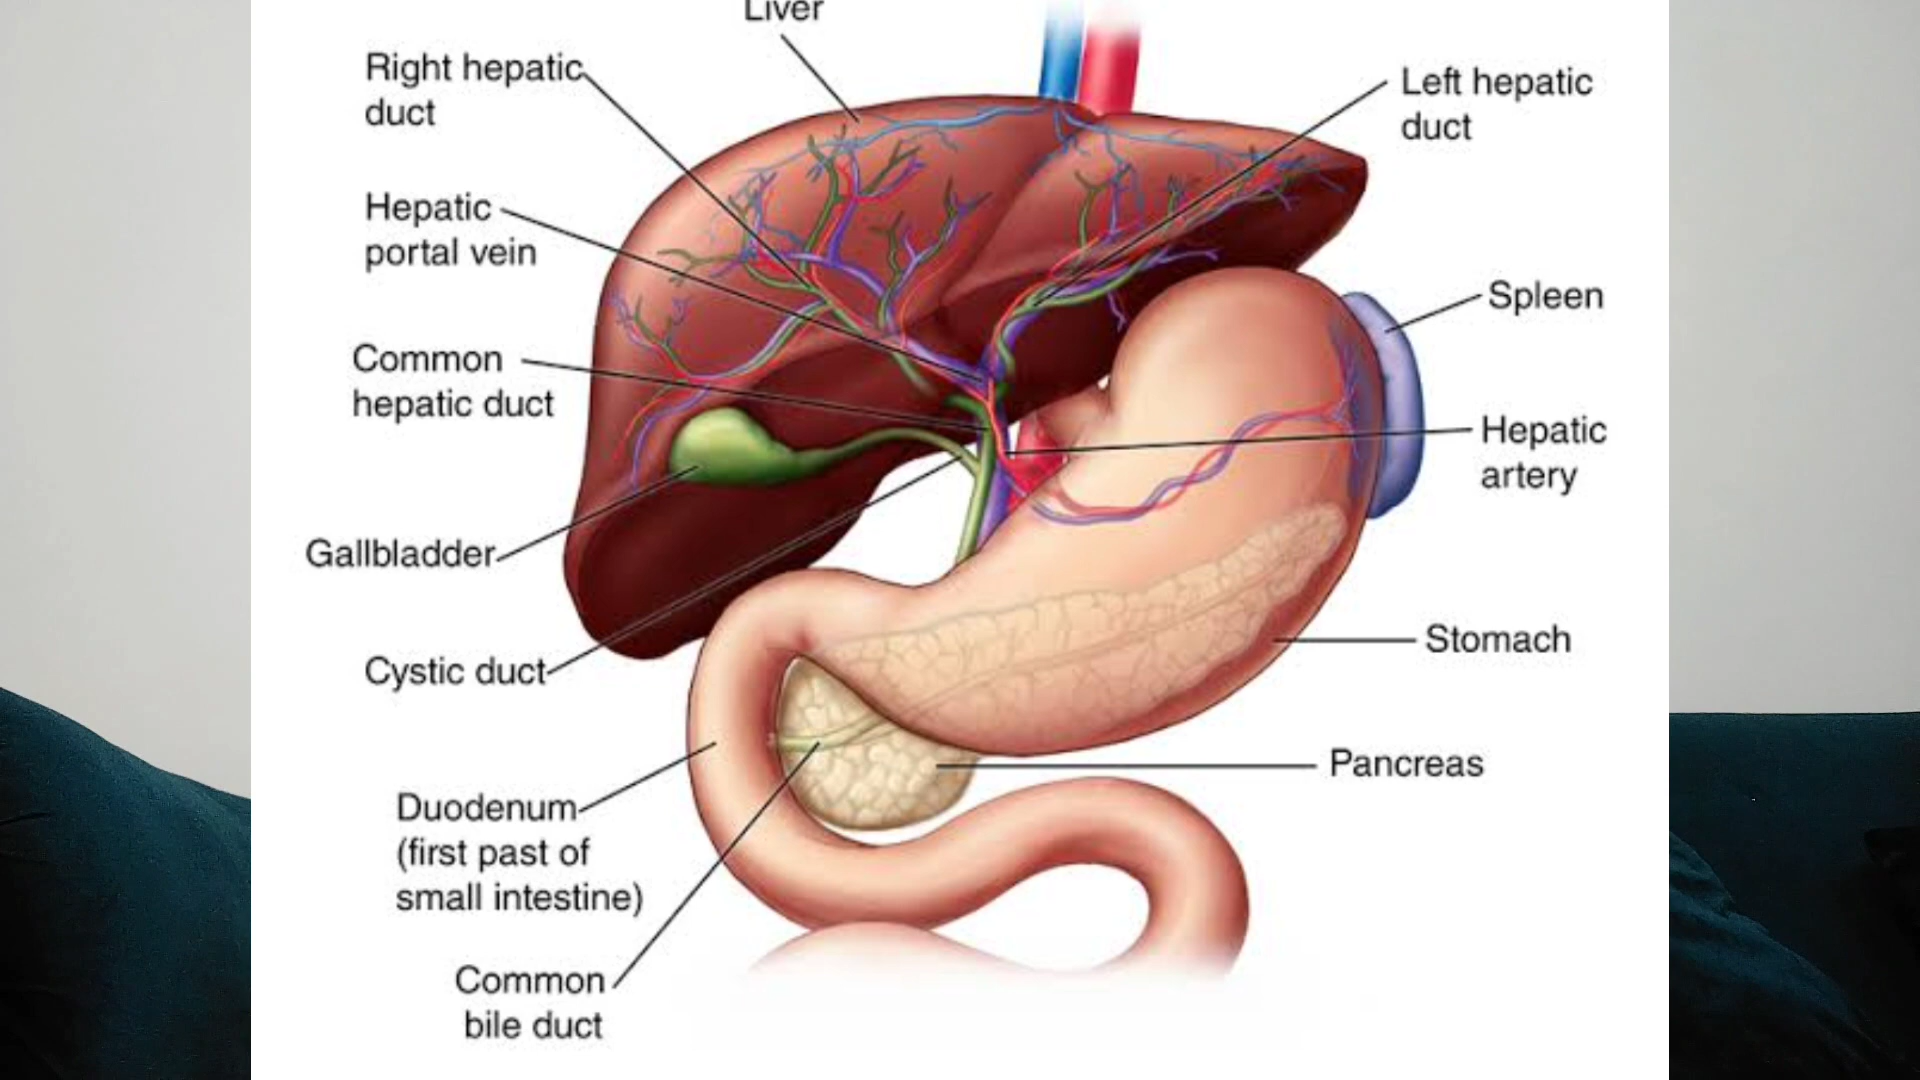 Liver
Right hepatic
duct
Left hepatic
duct
Hepatic
portal vein
Spleen
Common
hepatic duct
Hepatic
artery
Gallbladder
Stomach
Cystic duct
Pancreas
Duodenum
(first past of
small intestine)
Common
bile duct